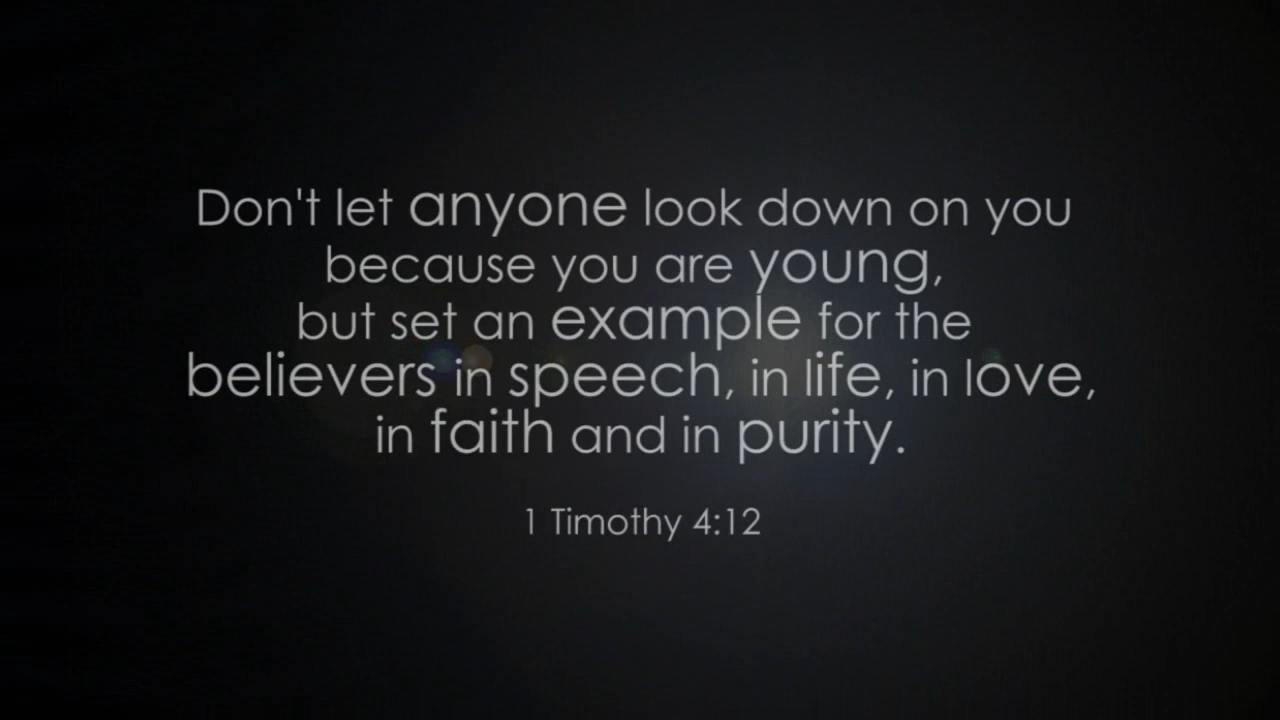 Don't let anyone look down on you
because you are young,
but set an example for the
believers in speech, in life, in love,
in faith and in purity.
1 Timothy 4:12